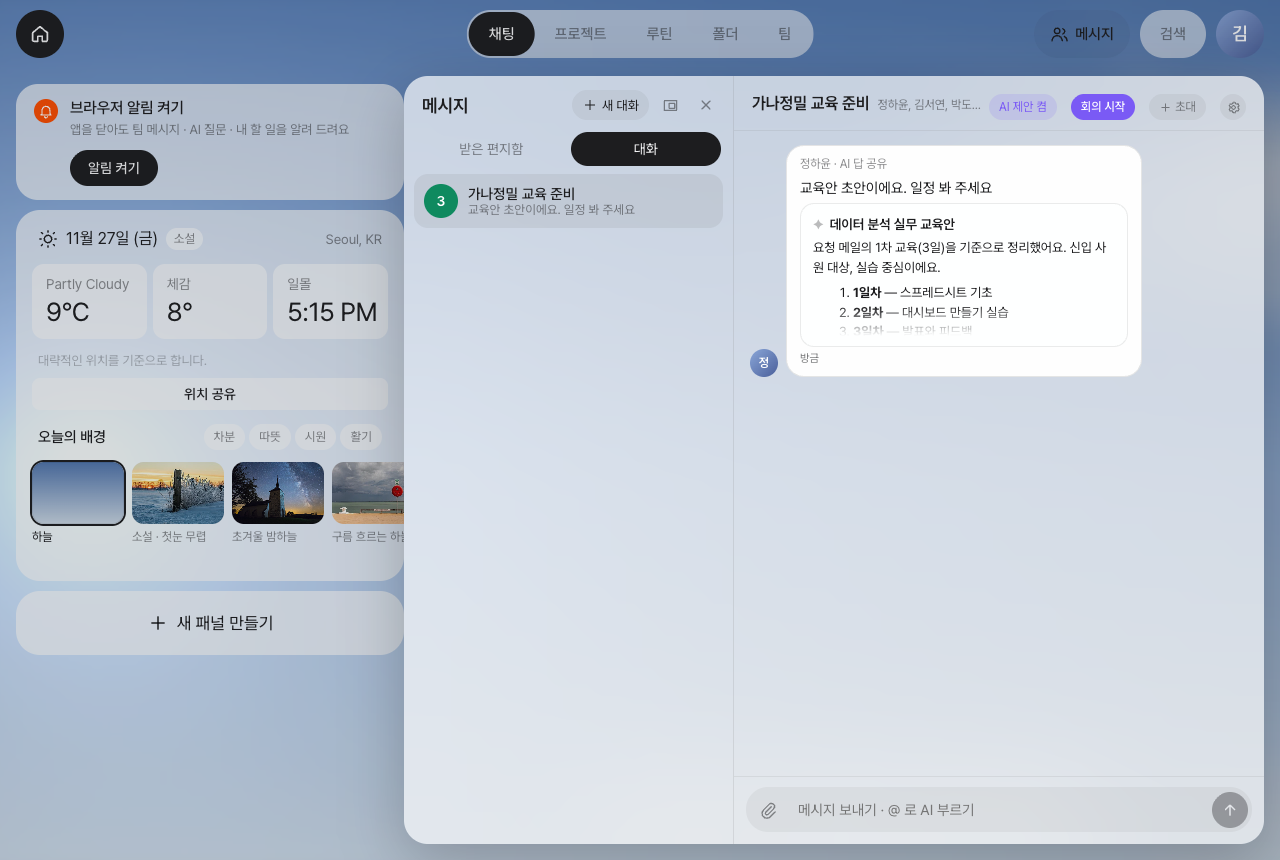 채팅
프로젝트
루틴
폴더
팀
메시지
검색
김
브라우저 알림 켜기
앱을 닫아도 팀 메시지 · AI 질문 · 내 할 일을 알려 드려요
알림 켜기
11월 27일 (금)
소설
Seoul, KR
Partly Cloudy
9°C
체감
8°
일몰
5:15 PM
대략적인 위치를 기준으로 합니다.
위치 공유
오늘의 배경
차분
따뜻
시원
활기
하늘
소설 · 첫눈 무렵
초겨울 밤하늘
구름 흐르는 하늘
+ 새 패널 만들기
메시지
+ 새 대화
받은 편지함
대화
3
가나정밀 교육 준비
교육안 초안이에요. 일정 봐 주세요
가나정밀 교육 준비
정하윤, 김서연, 박도...
AI 제안 켬
회의 시작
+ 초대
정하윤 · AI 답 공유
교육안 초안이에요. 일정 봐 주세요
데이터 분석 실무 교육안
요청 메일의 1차 교육(3일)을 기준으로 정리했어요. 신입 사
원 대상, 실습 중심이에요.
1. 1일차 — 스프레드시트 기초
2. 2일차 — 대시보드 만들기 실습
3. 3일차 — 발표와 피드백
방금
정
메시지 보내기 · @ 로 AI 부르기